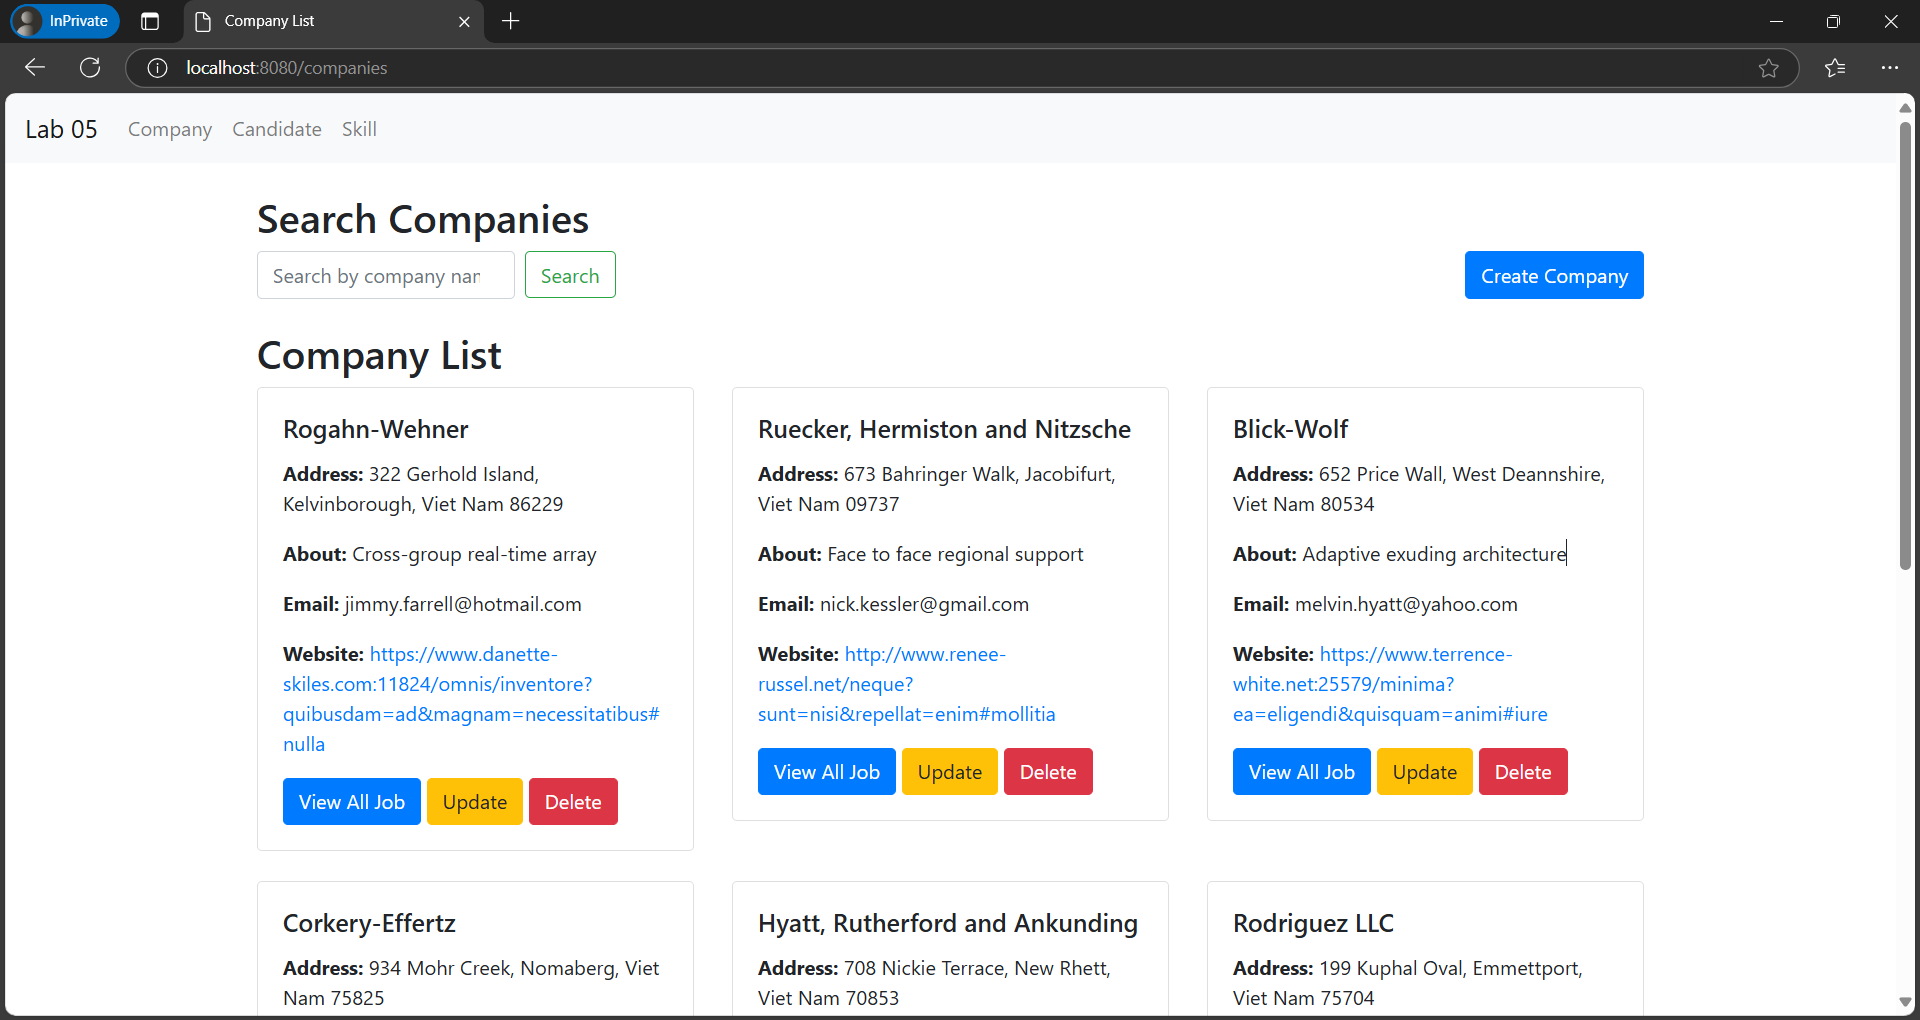 InPrivate
Company List
localhost:8080/companies
Lab 05 Company Candidate Skill
Search Companies
Search by company nar
Search
Create Company
Company List
Rogahn-Wehner
Address: 322 Gerhold Island,
Kelvinborough, Viet Nam 86229
About: Cross-group real-time array
Email: jimmy.farrell@hotmail.com
Website: https://www.danette-
skiles.com:11824/omnis/inventore?
quibusdam=ad&magnam=necessitatibus#
nulla
View All Job Update Delete
Ruecker, Hermiston and Nitzsche
Address: 673 Bahringer Walk, Jacobifurt,
Viet Nam 09737
About: Face to face regional support
Email: nick.kessler@gmail.com
Website: http://www.renee-
russel.net/neque?
sunt=nisi&repellat=enim#mollitia
View All Job Update Delete
Blick-Wolf
Address: 652 Price Wall, West Deannshire,
Viet Nam 80534
About: Adaptive exuding architecture
Email: melvin.hyatt@yahoo.com
Website: https://www.terrence-
white.net:25579/minima?
ea=eligendi&quisquam=animi#iure
View All Job Update Delete
Corkery-Effertz
Address: 934 Mohr Creek, Nomaberg, Viet
Nam 75825
Hyatt, Rutherford and Ankunding
Address: 708 Nickie Terrace, New Rhett,
Viet Nam 70853
Rodriguez LLC
Address: 199 Kuphal Oval, Emmettport,
Viet Nam 75704